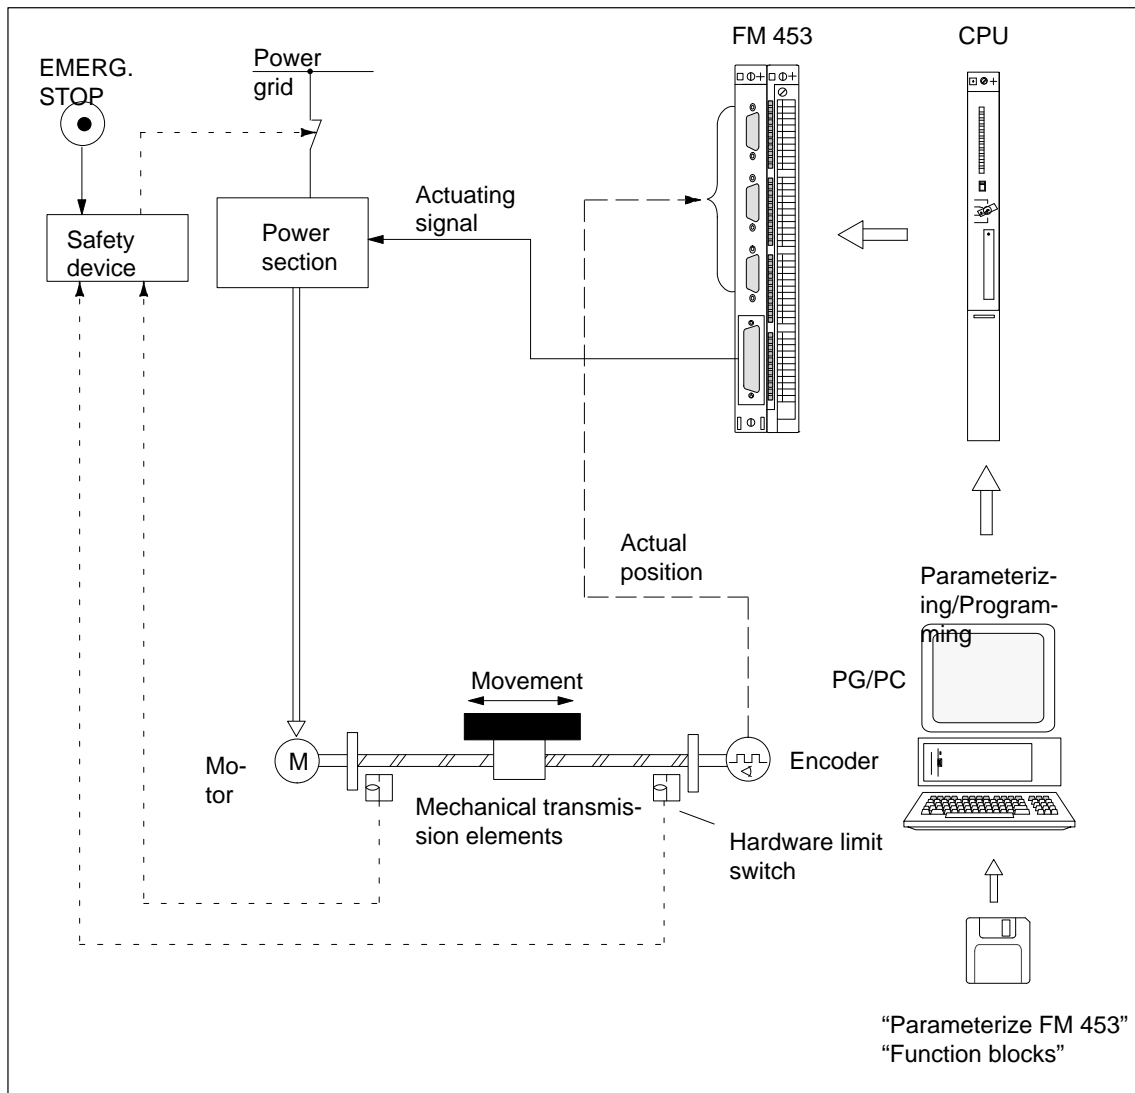 FM 453
CPU
EMERG.
STOP
Power
grid
Actuating
signal
Safety
device
Power
section
Actual
position
Parameteriz-
ing/Program-
ming
PG/PC
Movement
M
Encoder
Mo-
tor
Mechanical transmis-
sion elements
Hardware limit
switch
“Parameterize FM 453”
“Function blocks”